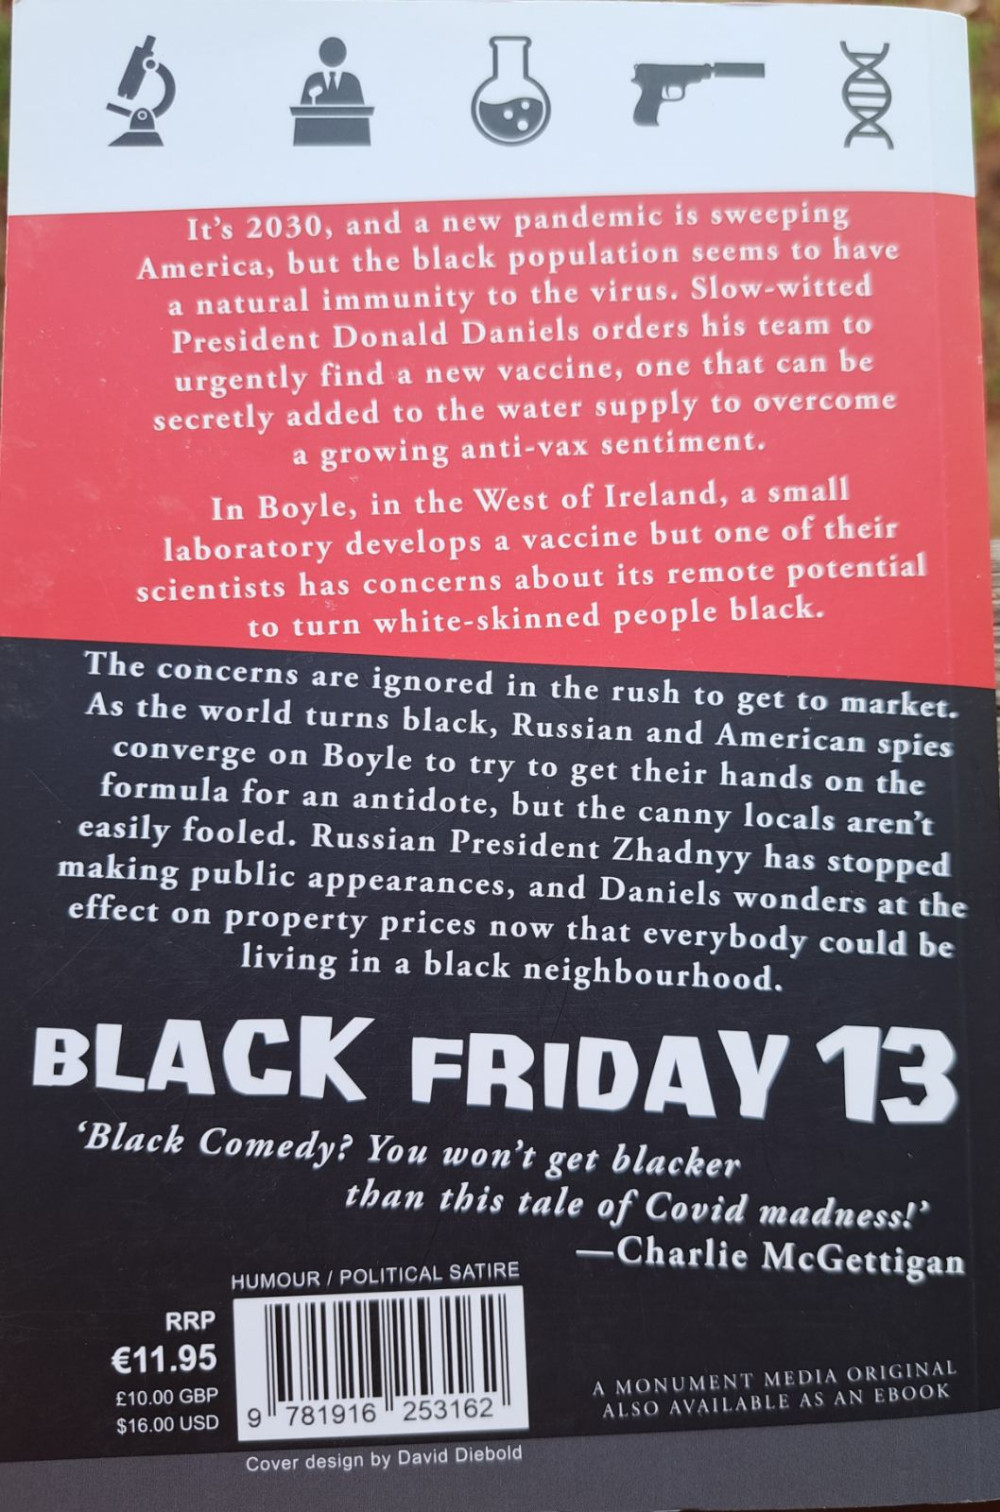 It's 2030, and a new pandemic is sweeping
America, but the black population seems to have
a natural immunity to the virus. Slow-witted
President Donald Daniels orders his team to
urgently find a new vaccine, one that can be
secretly added to the water supply to overcome
a growing anti-vax sentiment.
In Boyle, in the West of Ireland, a small
laboratory develops a vaccine but one of their
scientists has concerns about its remote potential
to turn white-skinned people black.
The concerns are ignored in the rush to get to market.
As the world turns black, Russian and American spies
converge on Boyle to try to get their hands on the
formula for an antidote, but the canny locals aren't
easily fooled. Russian President Zhadnyy has stopped
making public appearances, and Daniels wonders at the
effect on property prices now that everybody could be
living in a black neighbourhood.
BLACK FRIDAY 13
'Black Comedy? You won't get blacker
than this tale of Covid madness!'
—Charlie McGettigan
HUMOUR / POLITICAL SATIRE
RRP
€11.95
£10.00 GBP
$16.00 USD
9 781916 253162
Cover design by David Diebold
A MONUMENT MEDIA ORIGINAL
ALSO AVAILABLE AS AN EBOOK